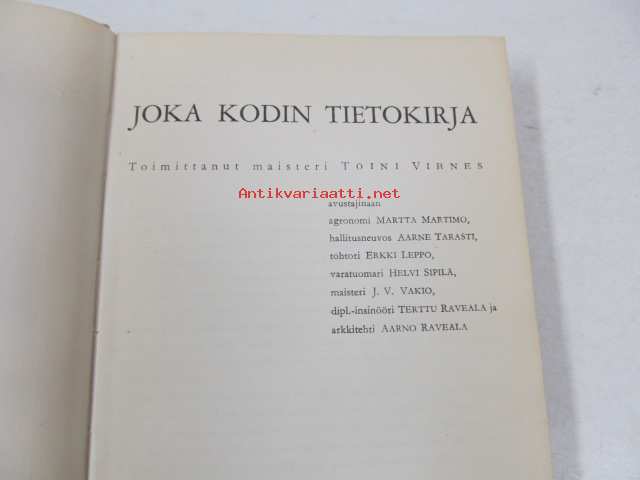 JOKA KODIN TIETOKIRJA
Toimittanut maisteri TOINI VIRNES
Antikvariaatti.net
avustajinaan
agronomi MARTTA MARTIMO,
hallitusneuvos AARNE TARASTI,
tohtori ERKKI LEPPO,
varatuomari HELVI SIPILÄ,
maisteri J. V. VAKIO,
dipl.-insinööri TERTTU RAVEALA ja
arkkitehti AARNO RAVEALA